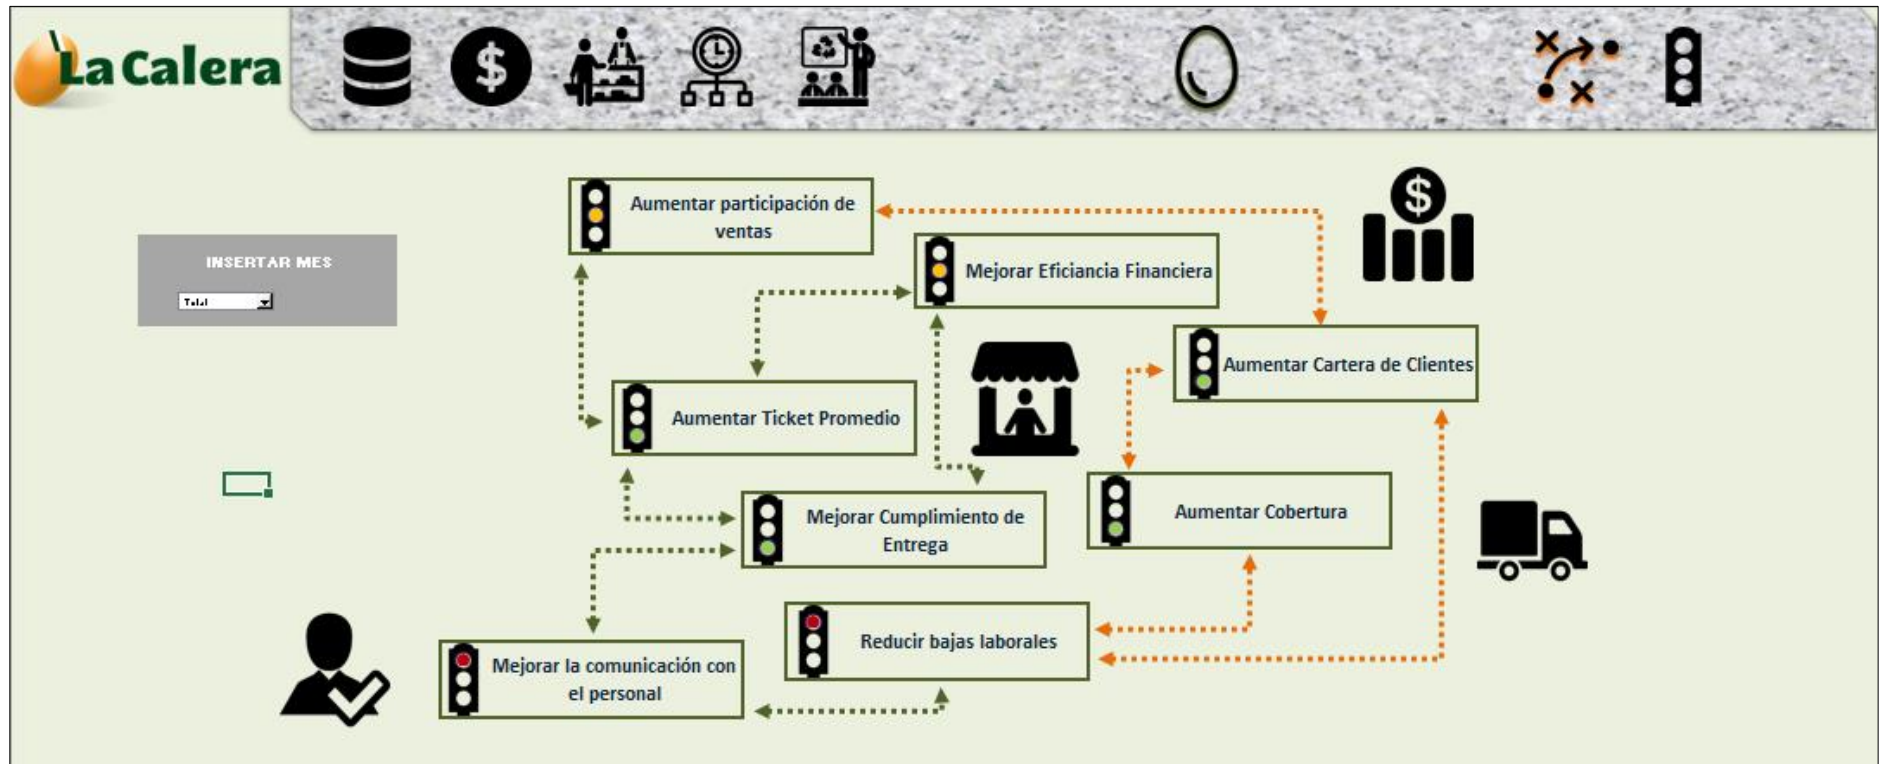 La Calera
Aumentar participación de
ventas
INSERTAR MES
Total
Mejorar Eficiancia Financiera
Aumentar Cartera de Clientes
Aumentar Ticket Promedio
Mejorar Cumplimiento de
Entrega
Aumentar Cobertura
Reducir bajas laborales
Mejorar la comunicación con
el personal